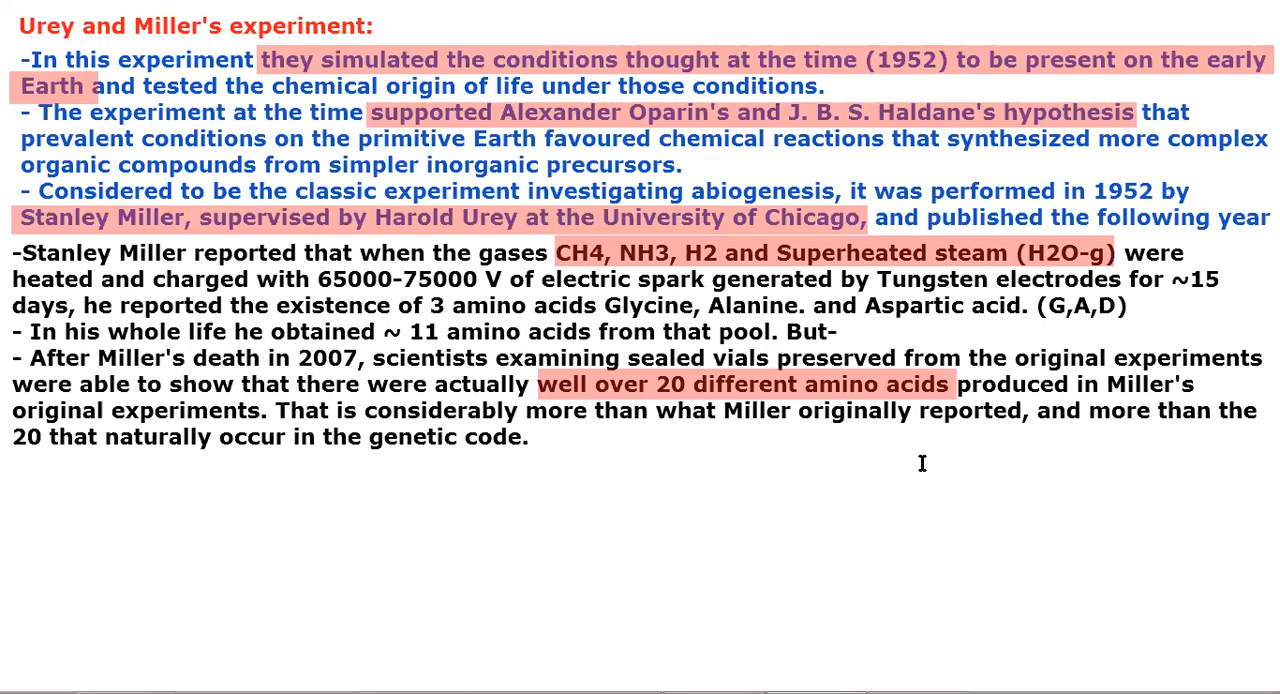 Urey and Miller's experiment:
-In this experiment they simulated the conditions thought at the time (1952) to be present on the early
Earth and tested the chemical origin of life under those conditions.
- The experiment at the time supported Alexander Oparin's and J. B. S. Haldane's hypothesis that
prevalent conditions on the primitive Earth favoured chemical reactions that synthesized more complex
organic compounds from simpler inorganic precursors.
- Considered to be the classic experiment investigating abiogenesis, it was performed in 1952 by
Stanley Miller, supervised by Harold Urey at the University of Chicago, and published the following year
-Stanley Miller reported that when the gases CH4, NH3, H2 and Superheated steam (H2O-g) were
heated and charged with 65000-75000 V of electric spark generated by Tungsten electrodes for ~15
days, he reported the existence of 3 amino acids Glycine, Alanine. and Aspartic acid. (G,A,D)
- In his whole life he obtained ~ 11 amino acids from that pool. But-
- After Miller's death in 2007, scientists examining sealed vials preserved from the original experiments
were able to show that there were actually well over 20 different amino acids produced in Miller's
original experiments. That is considerably more than what Miller originally reported, and more than the
20 that naturally occur in the genetic code.